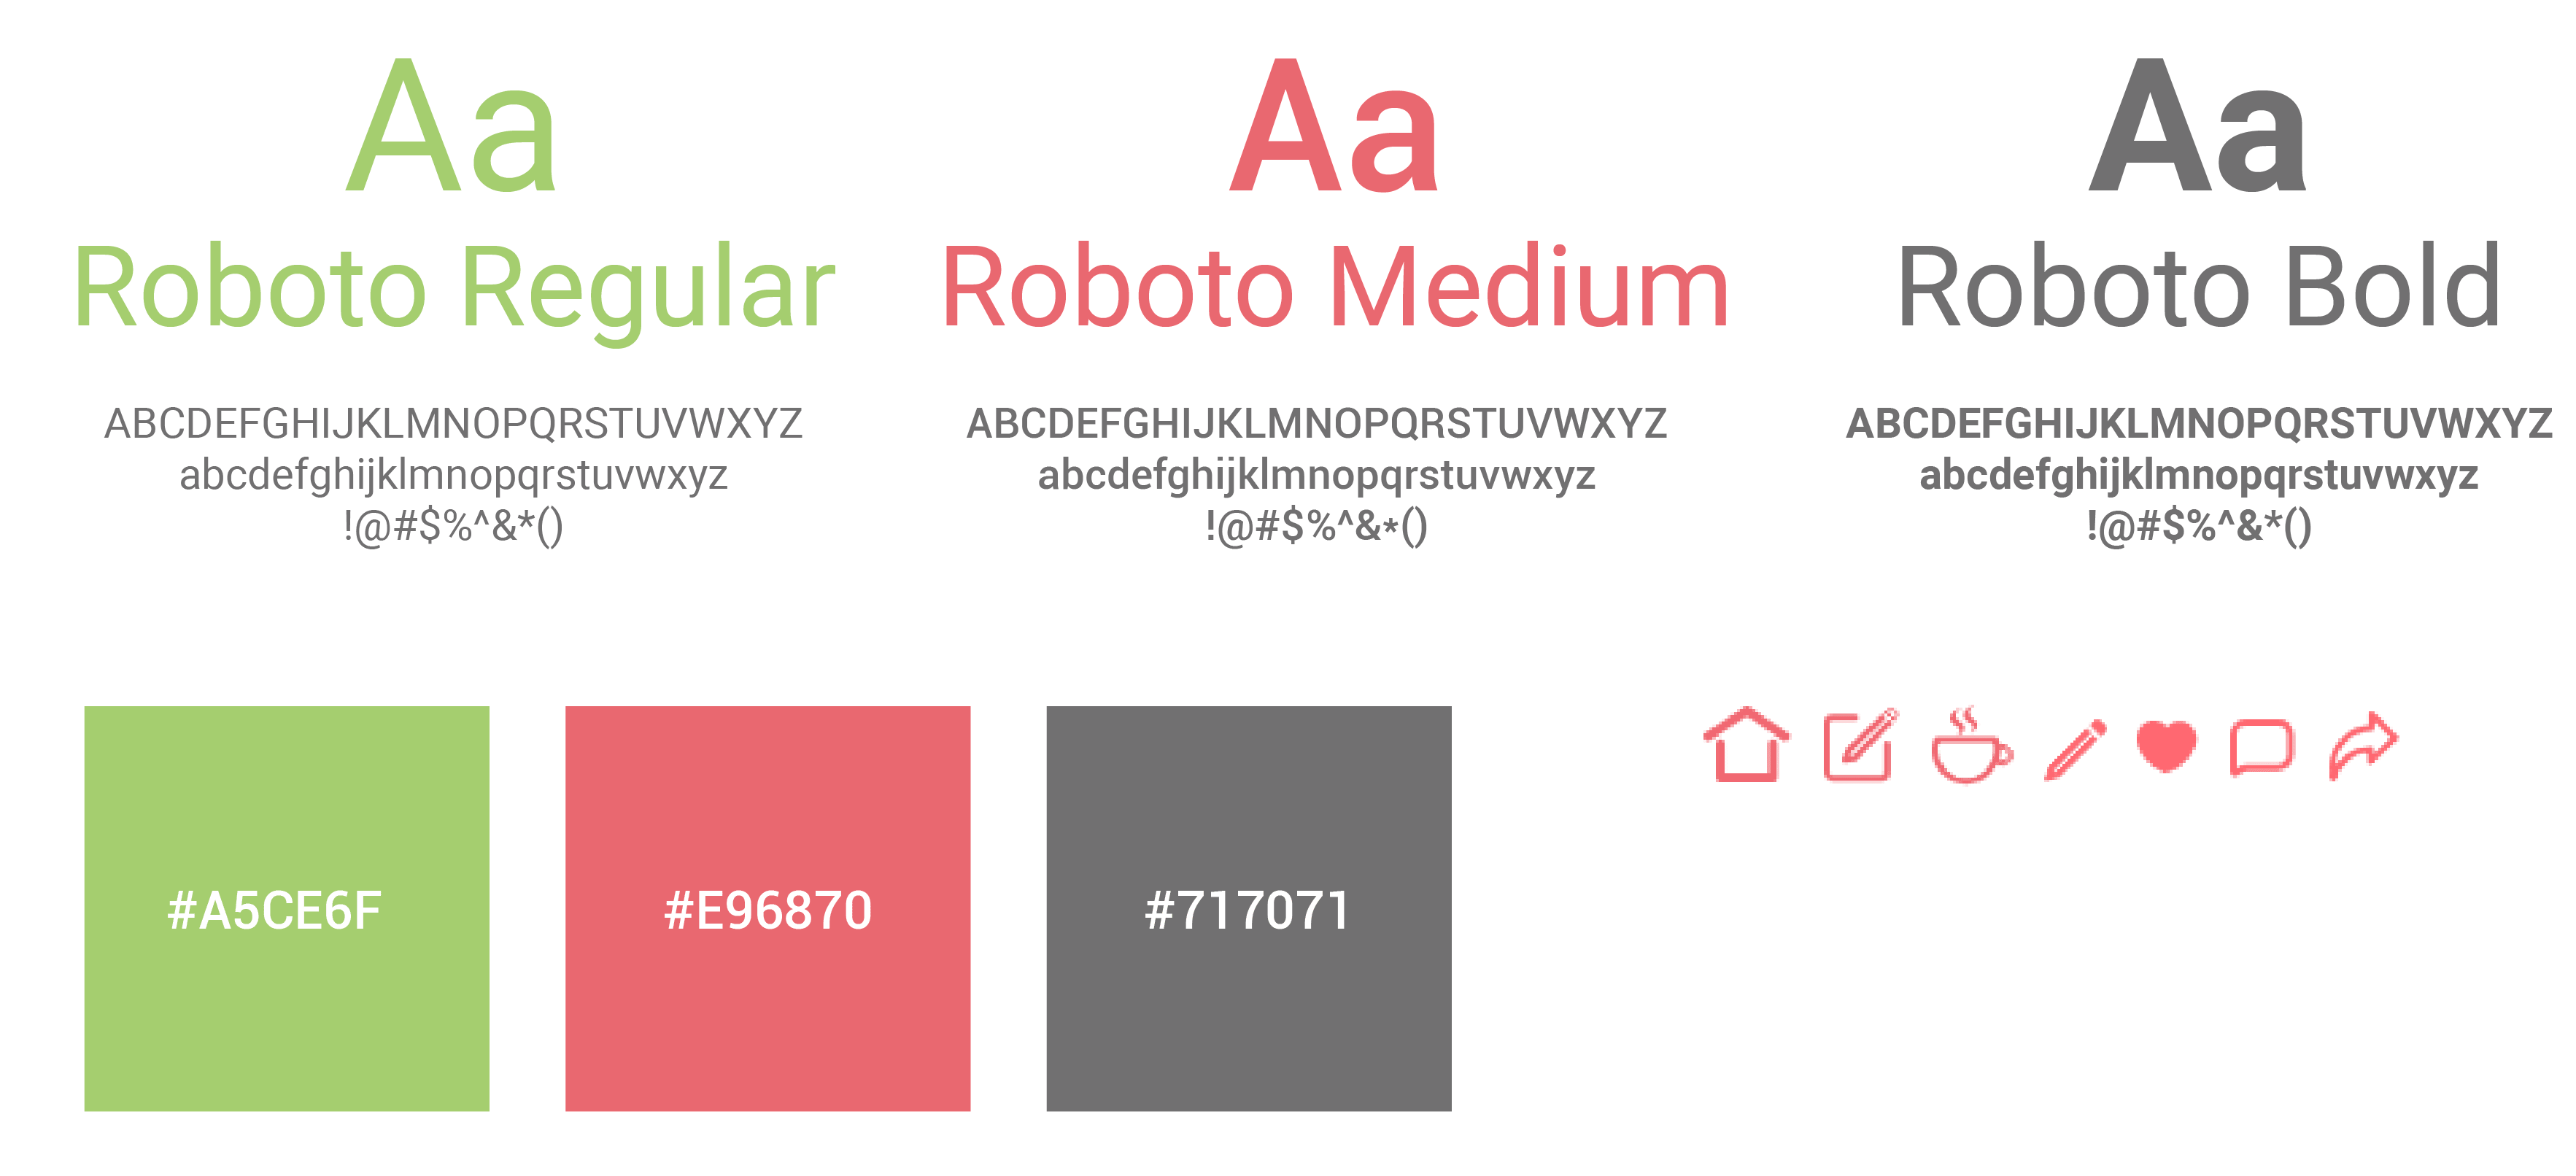 Aa
Roboto Regular
ABCDEFGHIJKLMNOPQRSTUVWXYZ
abcdefghijklmnopqrstuvwxyz
!@#$%^&*()
Aa
Roboto Medium
ABCDEFGHIJKLMNOPQRSTUVWXYZ
abcdefghijklmnopqrstuvwxyz
!@#$%^&*()
Aa
Roboto Bold
ABCDEFGHIJKLMNOPQRSTUVWXYZ
abcdefghijklmnopqrstuvwxyz
!@#$%^&*()
#A5CE6F
#E96870
#717071